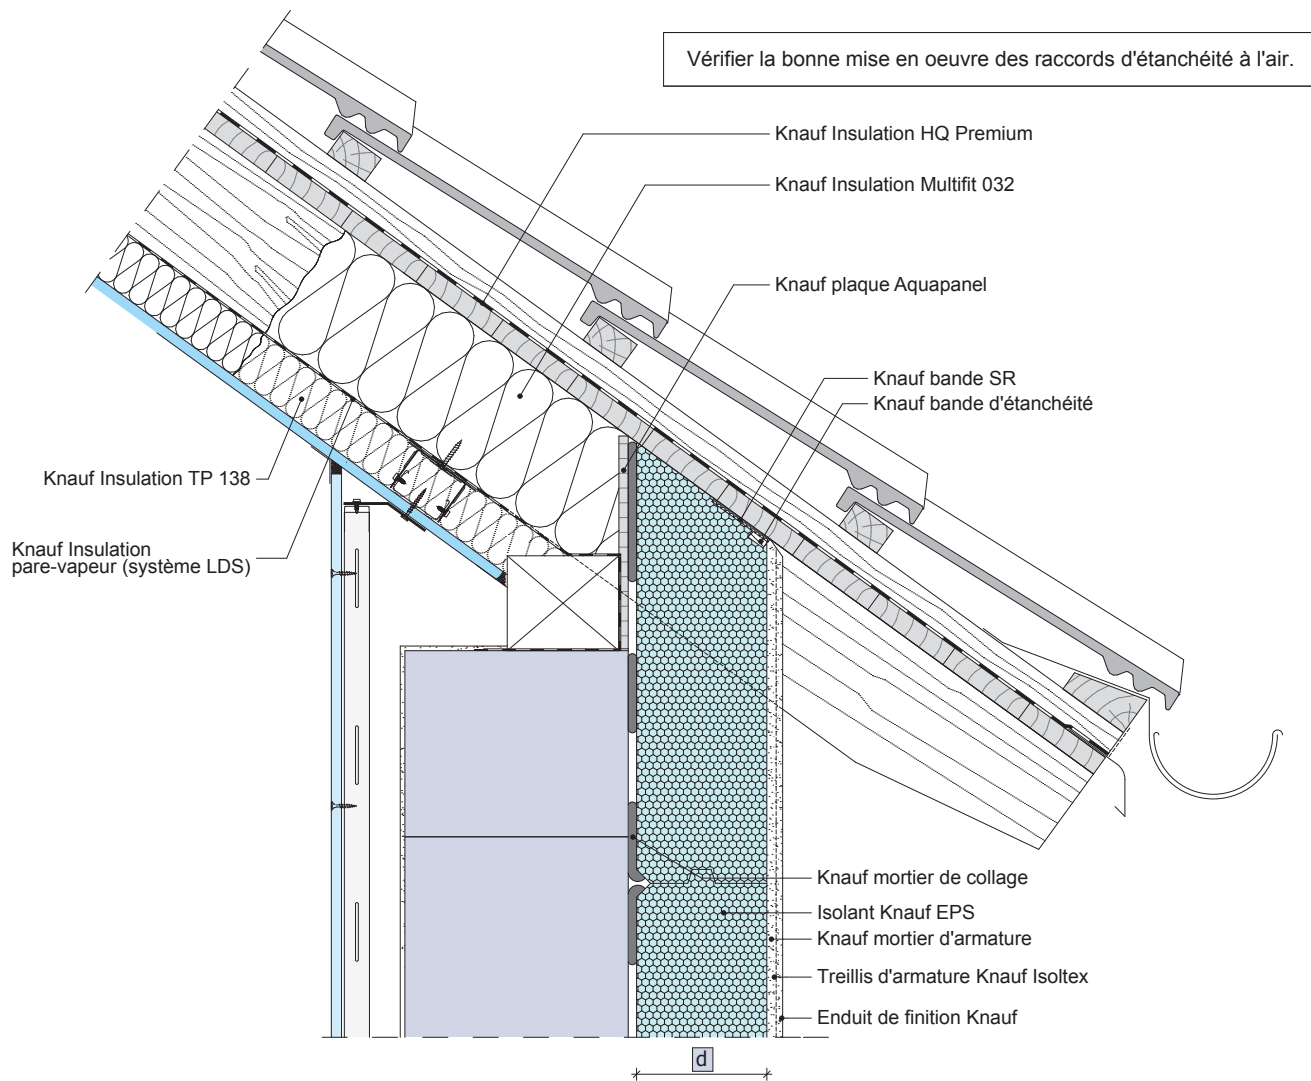 Vérifier la bonne mise en oeuvre des raccords d'étanchéité à l'air.
Knauf Insulation HQ Premium
Knauf Insulation Multifit 032
Knauf plaque Aquapanel
Knauf bande SR
Knauf bande d'étanchéité
Knauf Insulation TP 138
Knauf Insulation
pare-vapeur (système LDS)
Knauf mortier de collage
Isolant Knauf EPS
Knauf mortier d'armature
Treillis d'armature Knauf Isoltex
Enduit de finition Knauf
d